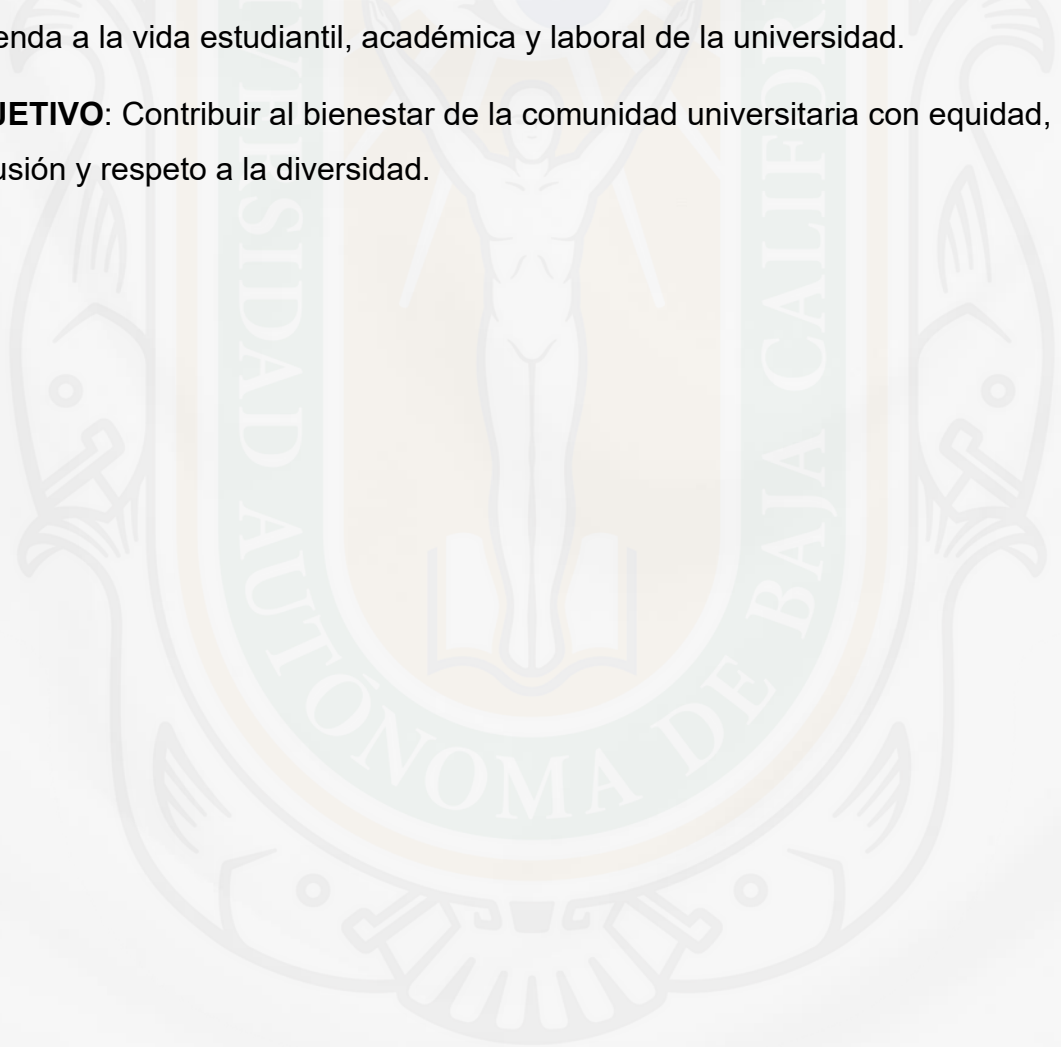 enda a la vida estudiantil, académica y laboral de la universidad.
JETIVO: Contribuir al bienestar de la comunidad universitaria con equidad,
usión y respeto a la diversidad.
UNIVERSIDAD AUTÓNOMA DE BAJA CALIFOR